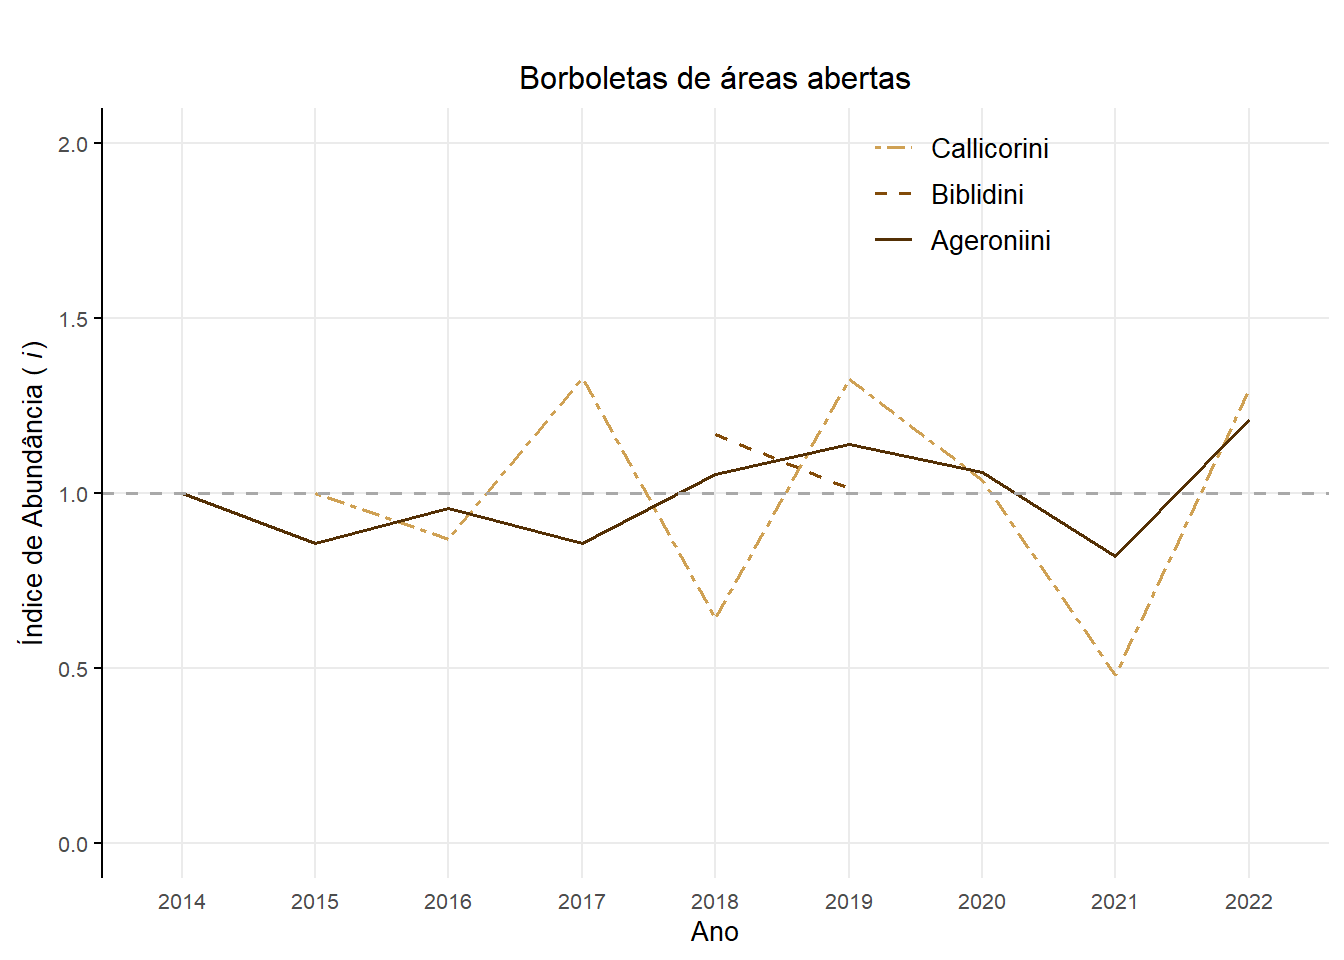 Borboletas de áreas abertas
Callicorini
Biblidini
Ageroniini
Índice de Abundância ( i)
2.0
1.5
1.0
0.5
0.0
2014 2015 2016 2017 2018 2019 2020 2021 2022
Ano